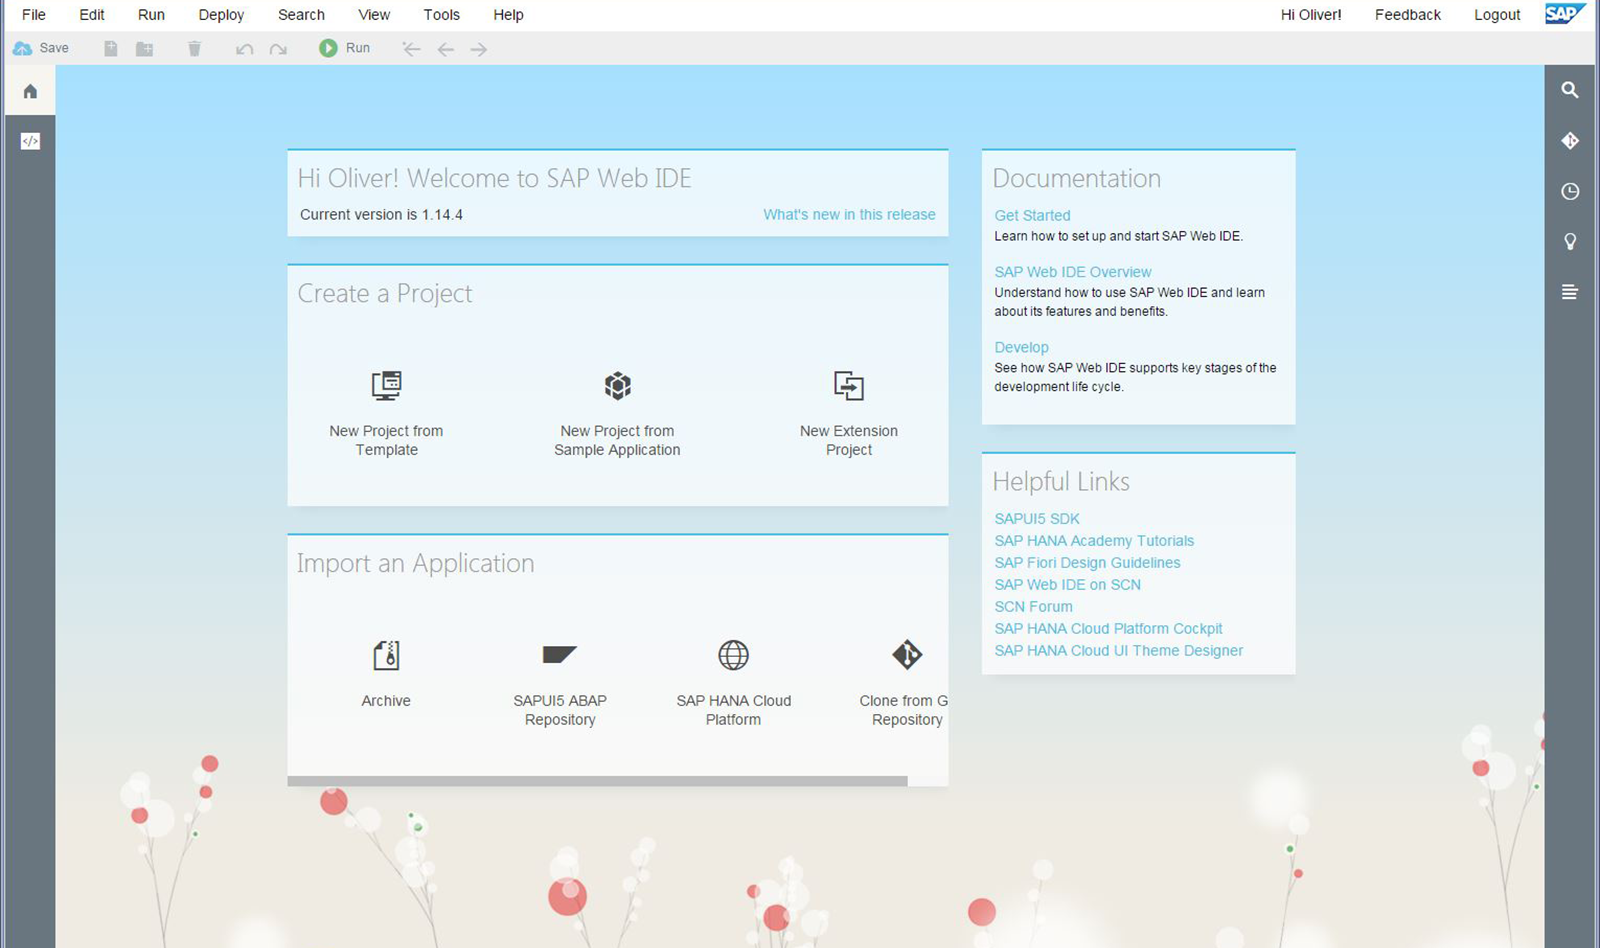 File Edit Run Deploy Search View Tools Help Hi Oliver! Feedback Logout SAP
Save Run
Hi Oliver! Welcome to SAP Web IDE
Current version is 1.14.4 What's new in this release
Create a Project
New Project from
Template
New Project from
Sample Application
New Extension
Project
Import an Application
Archive
SAPUI5 ABAP
Repository
SAP HANA Cloud
Platform
Clone from G
Repository
Documentation
Get Started
Learn how to set up and start SAP Web IDE.
SAP Web IDE Overview
Understand how to use SAP Web IDE and learn
about its features and benefits.
Develop
See how SAP Web IDE supports key stages of the
development life cycle.
Helpful Links
SAPUI5 SDK
SAP HANA Academy Tutorials
SAP Fiori Design Guidelines
SAP Web IDE on SCN
SCN Forum
SAP HANA Cloud Platform Cockpit
SAP HANA Cloud UI Theme Designer